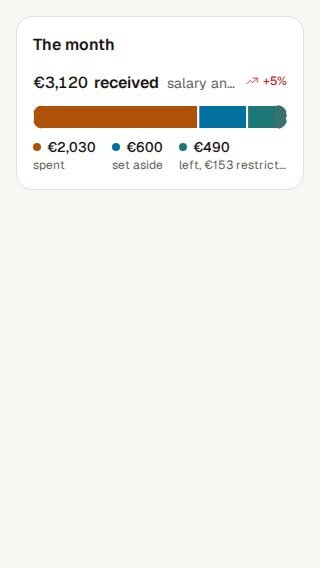 The month
€3,120 received salary an… +5%
€2,030 €600 €490
spent set aside left, €153 restrict…